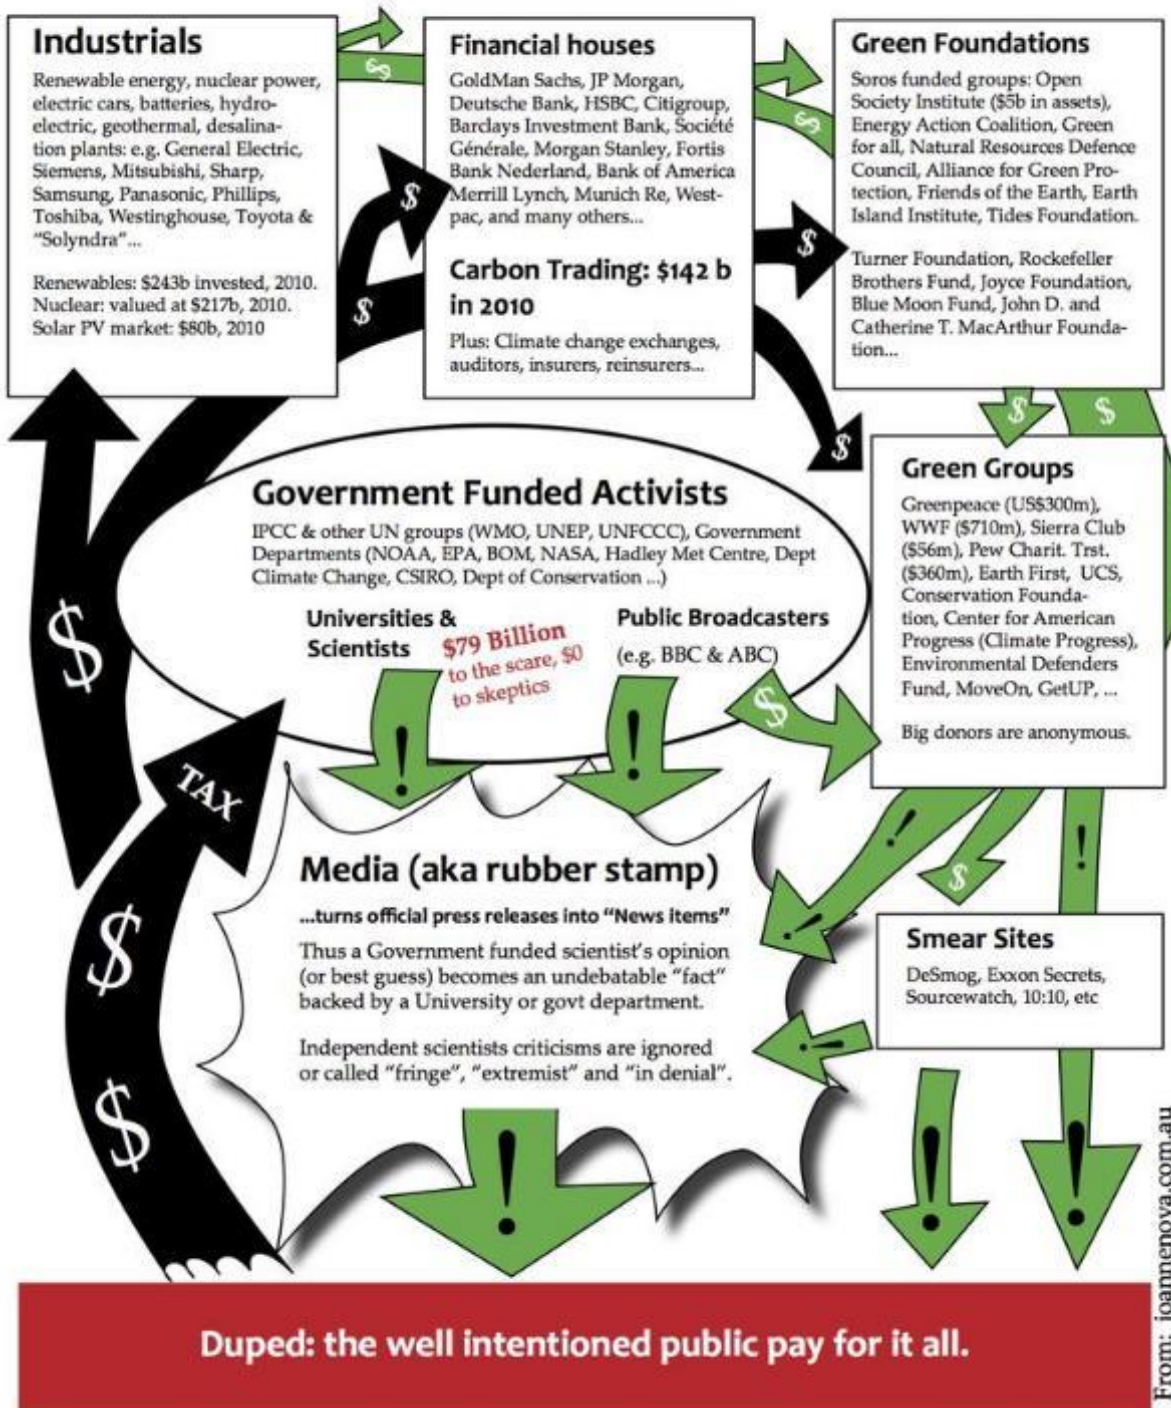 Industrials
Renewable energy, nuclear power,
electric cars, batteries, hydro-
electric, geothermal, desalina-
tion plants: e.g. General Electric,
Siemens, Mitsubishi, Sharp,
Samsung, Panasonic, Phillips,
Toshiba, Westinghouse, Toyota &
"Solyndra"...
Renewables: $243b invested, 2010.
Nuclear: valued at $217b, 2010.
Solar PV market: $80b, 2010
$
Financial houses
GoldMan Sachs, JP Morgan,
Deutsche Bank, HSBC, Citigroup,
Barclays Investment Bank, Société
Générale, Morgan Stanley, Fortis
Bank Nederland, Bank of America
Merrill Lynch, Munich Re, West-
pac, and many others...
Carbon Trading: $142 b
in 2010
Plus: Climate change exchanges,
auditors, insurers, reinsurers...
$
$
$
$
$
Green Foundations
Soros funded groups: Open
Society Institute ($5b in assets),
Energy Action Coalition, Green
for all, Natural Resources Defence
Council, Alliance for Green Pro-
tection, Friends of the Earth, Earth
Island Institute, Tides Foundation.
Turner Foundation, Rockefeller
Brothers Fund, Joyce Foundation,
Blue Moon Fund, John D. and
Catherine T. MacArthur Founda-
tion...
$
$
Government Funded Activists
IPCC & other UN groups (WMO, UNEP, UNFCCC), Government
Departments (NOAA, EPA, BOM, NASA, Hadley Met Centre, Dept
Climate Change, CSIRO, Dept of Conservation ...)
Universities &
Scientists
$79 Billion
to the scare, $0
to skeptics
Public Broadcasters
(e.g. BBC & ABC)
!
!
$
Green Groups
Greenpeace (US$300m),
WWF ($710m), Sierra Club
($56m), Pew Charit. Trst.
($360m), Earth First, UCS,
Conservation Founda-
tion, Center for American
Progress (Climate Progress),
Environmental Defenders
Fund, MoveOn, GetUP, ...
Big donors are anonymous.
$
TAX
$
$
Media (aka rubber stamp)
...turns official press releases into "News items"
Thus a Government funded scientist's opinion
(or best guess) becomes an undebatable "fact"
backed by a University or govt department.
Independent scientists criticisms are ignored
or called "fringe", "extremist" and "in denial".
!
!
!
$
!
Smear Sites
DeSmog, Exxon Secrets,
Sourcewatch, 10:10, etc
!
!
!
Duped: the well intentioned public pay for it all.
From: joannenova.com.au